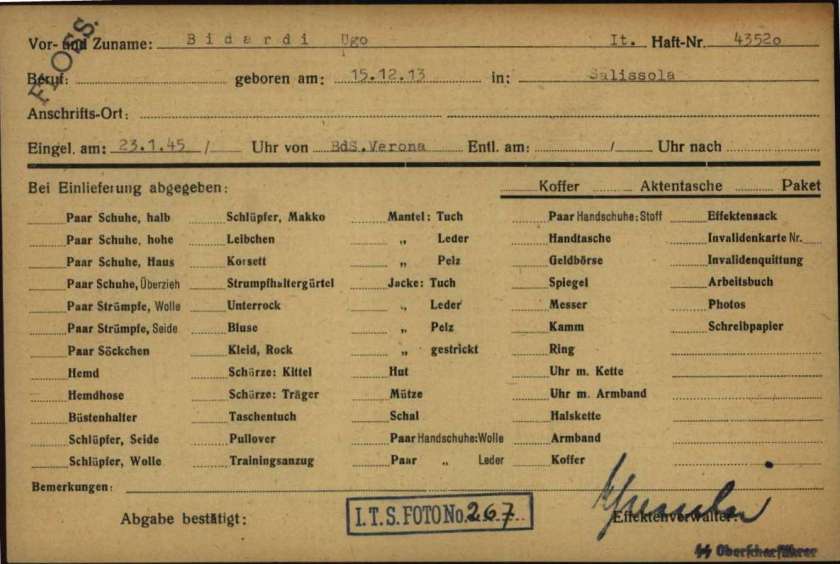 FLOSS.
Vor- und Zuname: Bidardi Ugo It. Haft-Nr. 43520
Beruf: geboren am: 15.12.13 in: Salissola
Anschrifts-Ort:
Eingel. am: 23.1.45 / Uhr von BdS.Verona Entl. am: / Uhr nach
Bei Einlieferung abgegeben: Koffer Aktentasche Paket
Paar Schuhe, halb Schlüpfer, Makko Mantel: Tuch Paar Handschuhe: Stoff Effektensack
Paar Schuhe, hohe Leibchen „ Leder Handtasche Invalidenkarte Nr.
Paar Schuhe, Haus Korsett „ Pelz Geldbörse Invalidenquittung
Paar Schuhe, Überzieh Strumpfhaltergürtel Jacke: Tuch Spiegel Arbeitsbuch
Paar Strümpfe, Wolle Unterrock „ Leder Messer Photos
Paar Strümpfe, Seide Bluse „ Pelz Kamm Schreibpapier
Paar Söckchen Kleid, Rock „ gestrickt Ring
Hemd Schürze: Kittel Hut Uhr m. Kette
Hemdhose Schürze: Träger Mütze Uhr m. Armband
Büstenhalter Taschentuch Schal Halskette
Schlüpfer, Seide Pullover Paar Handschuhe: Wolle Armband
Schlüpfer, Wolle Trainingsanzug Paar „ Leder Koffer
Bemerkungen:
Abgabe bestätigt: I.T.S. FOTO No. 267 Effektenverwalter:
SS Oberscharführer